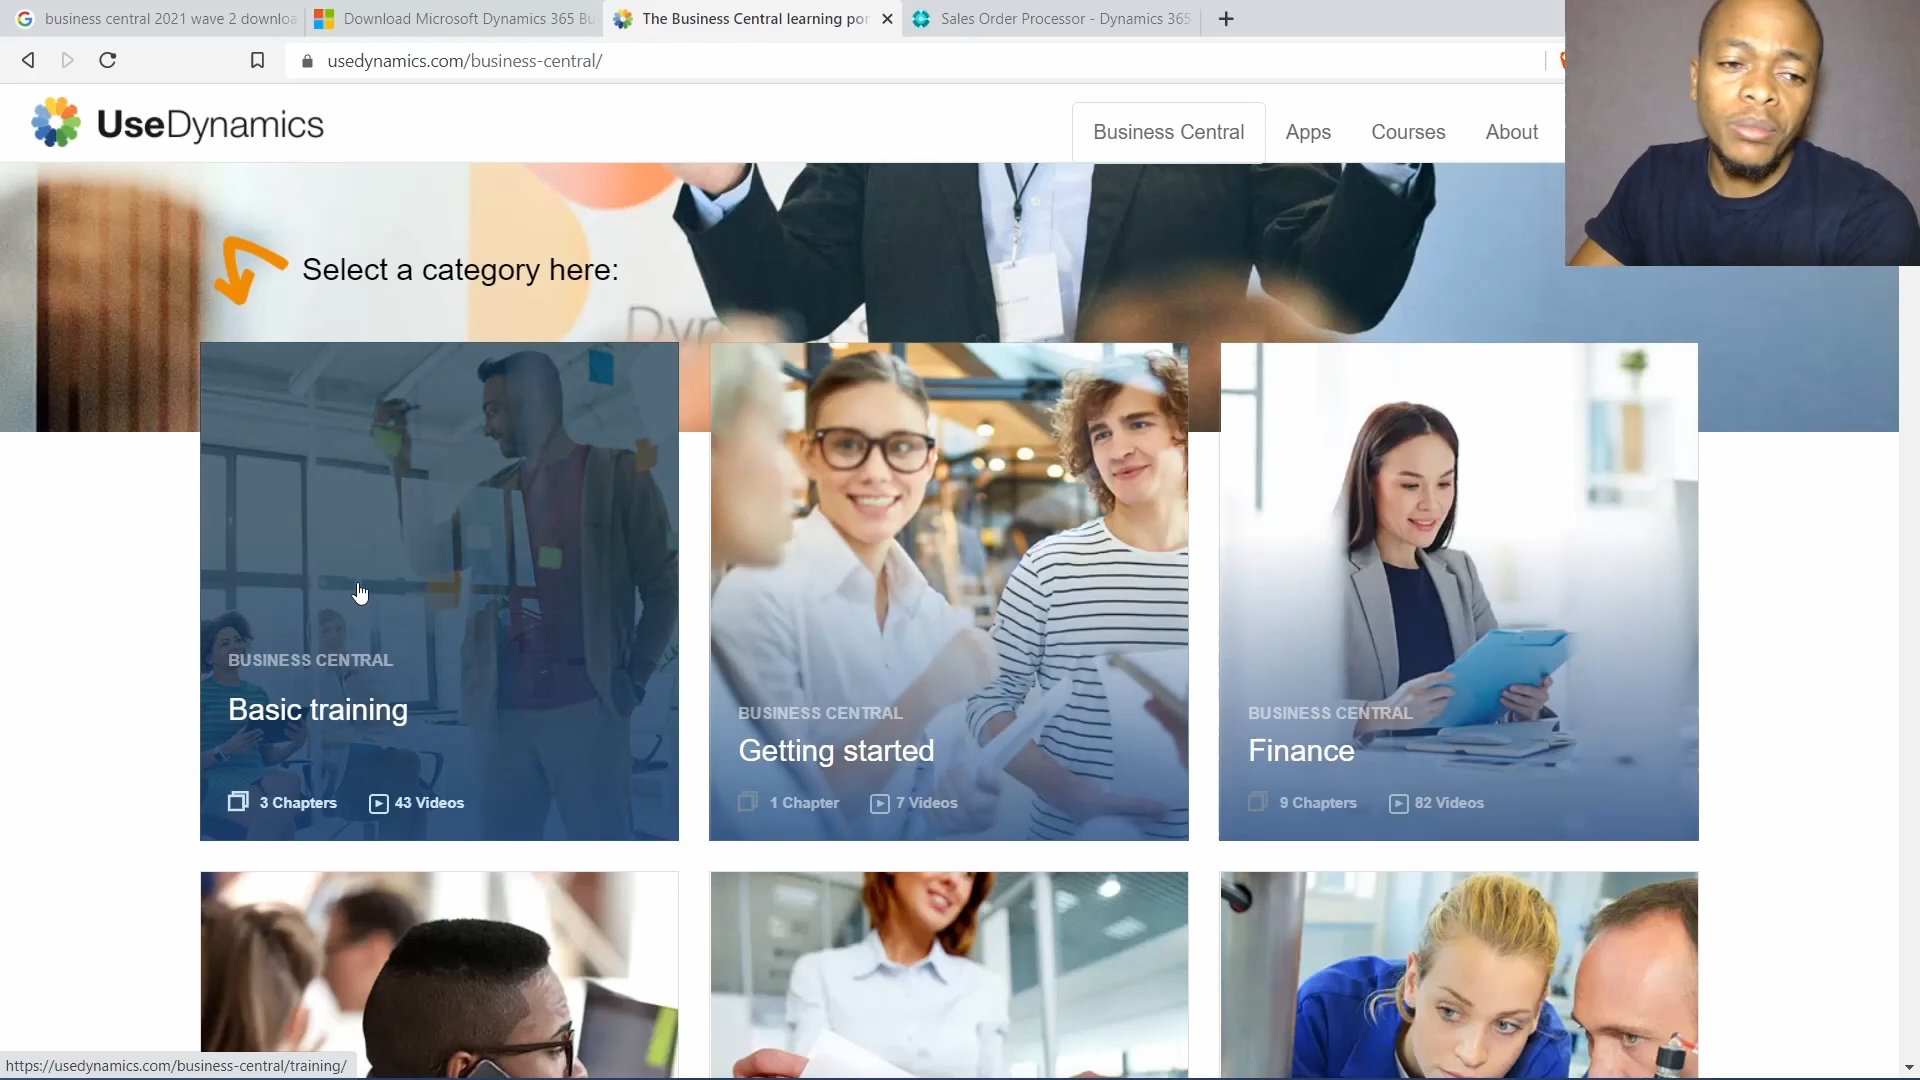 business central 2021 wave 2 downloa
Download Microsoft Dynamics 365 Bu
The Business Central learning por
Sales Order Processor - Dynamics 365
usedynamics.com/business-central/
UseDynamics
Business Central
Apps
Courses
About
Select a category here:
Dyn
BUSINESS CENTRAL
Basic training
3 Chapters
43 Videos
BUSINESS CENTRAL
Getting started
1 Chapter
7 Videos
BUSINESS CENTRAL
Finance
9 Chapters
82 Videos
https://usedynamics.com/business-central/training/